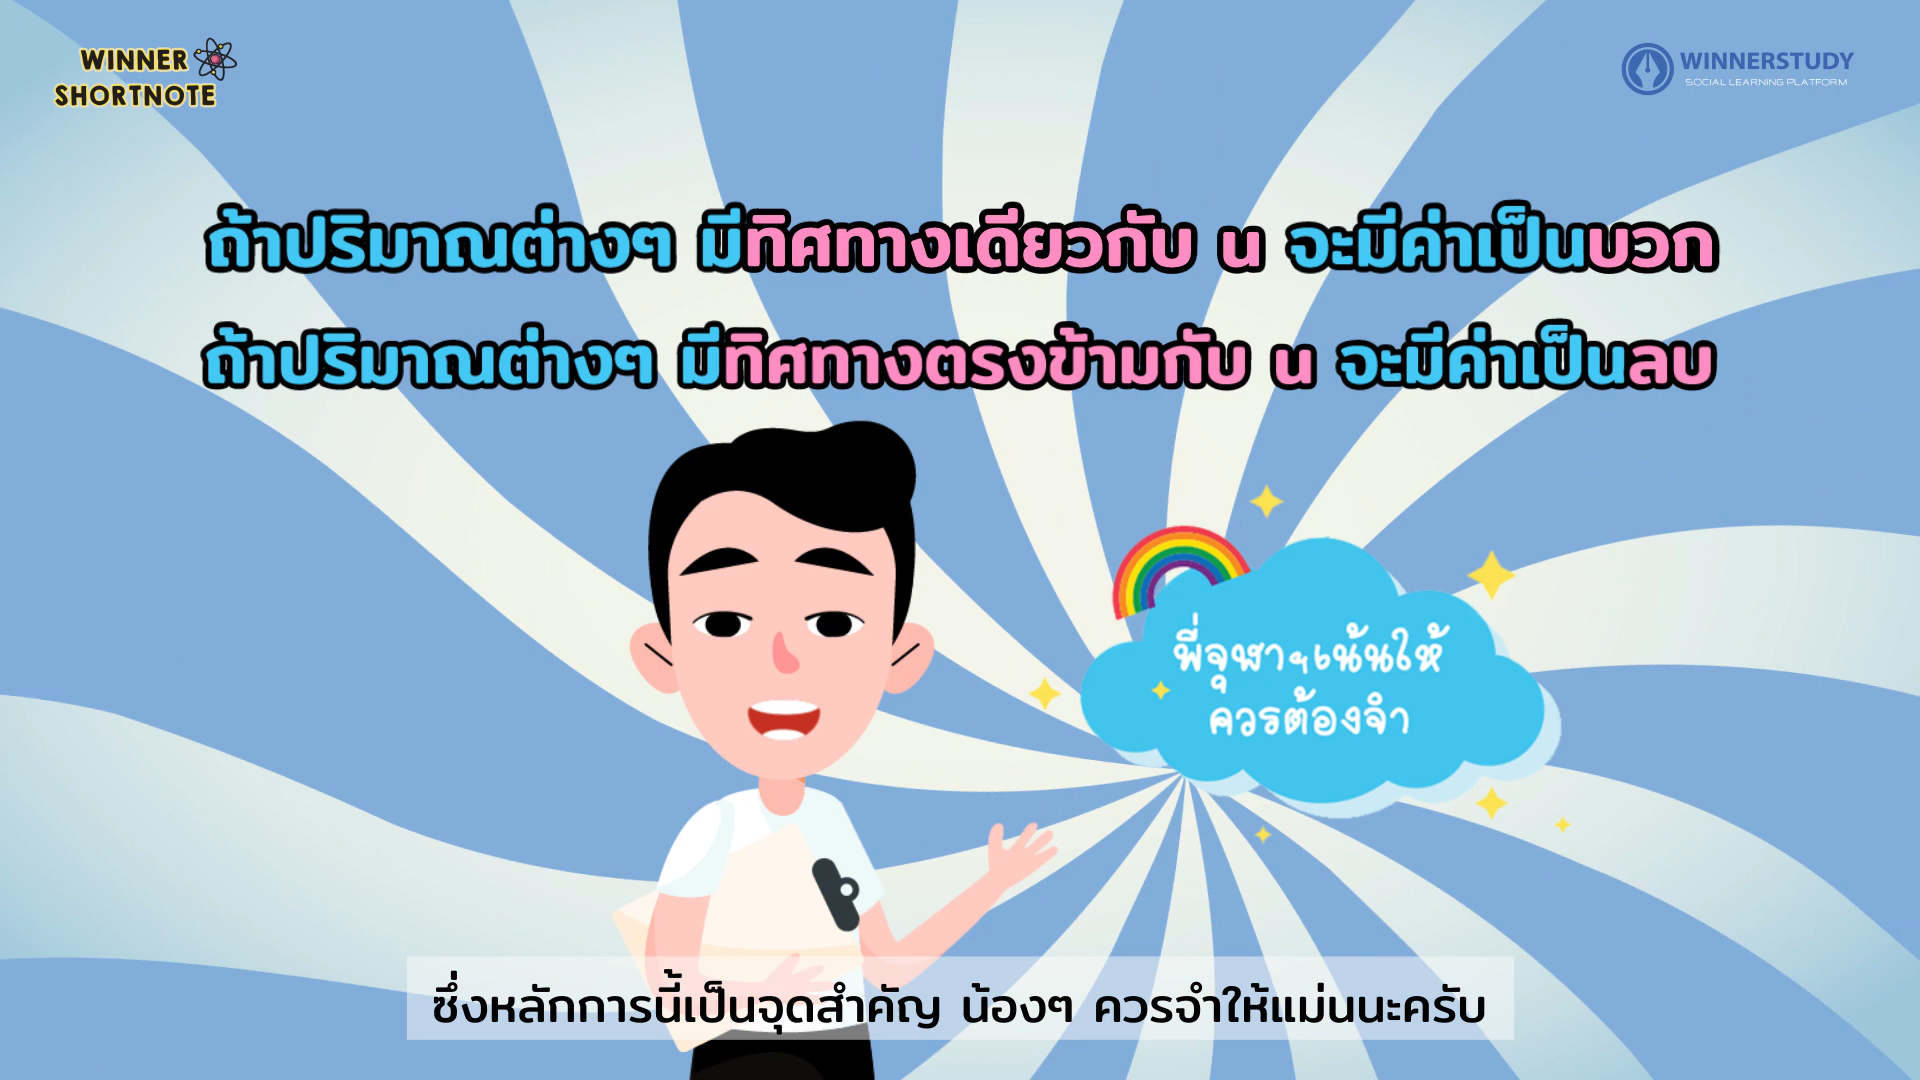 WINNER
SHORTNOTE
WINNERSTUDY
SOCIAL LEARNING PLATFORM
ถ้าปริมาณต่างๆ มีทิศทางเดียวกับ u จะมีค่าเป็นบวก
ถ้าปริมาณต่างๆ มีทิศทางตรงข้ามกับ u จะมีค่าเป็นลบ
พี่จุฬาฯเน้นให้
ควรต้องจำ
ซึ่งหลักการนี้เป็นจุดสำคัญ น้องๆ ควรจำให้แม่นนะครับ